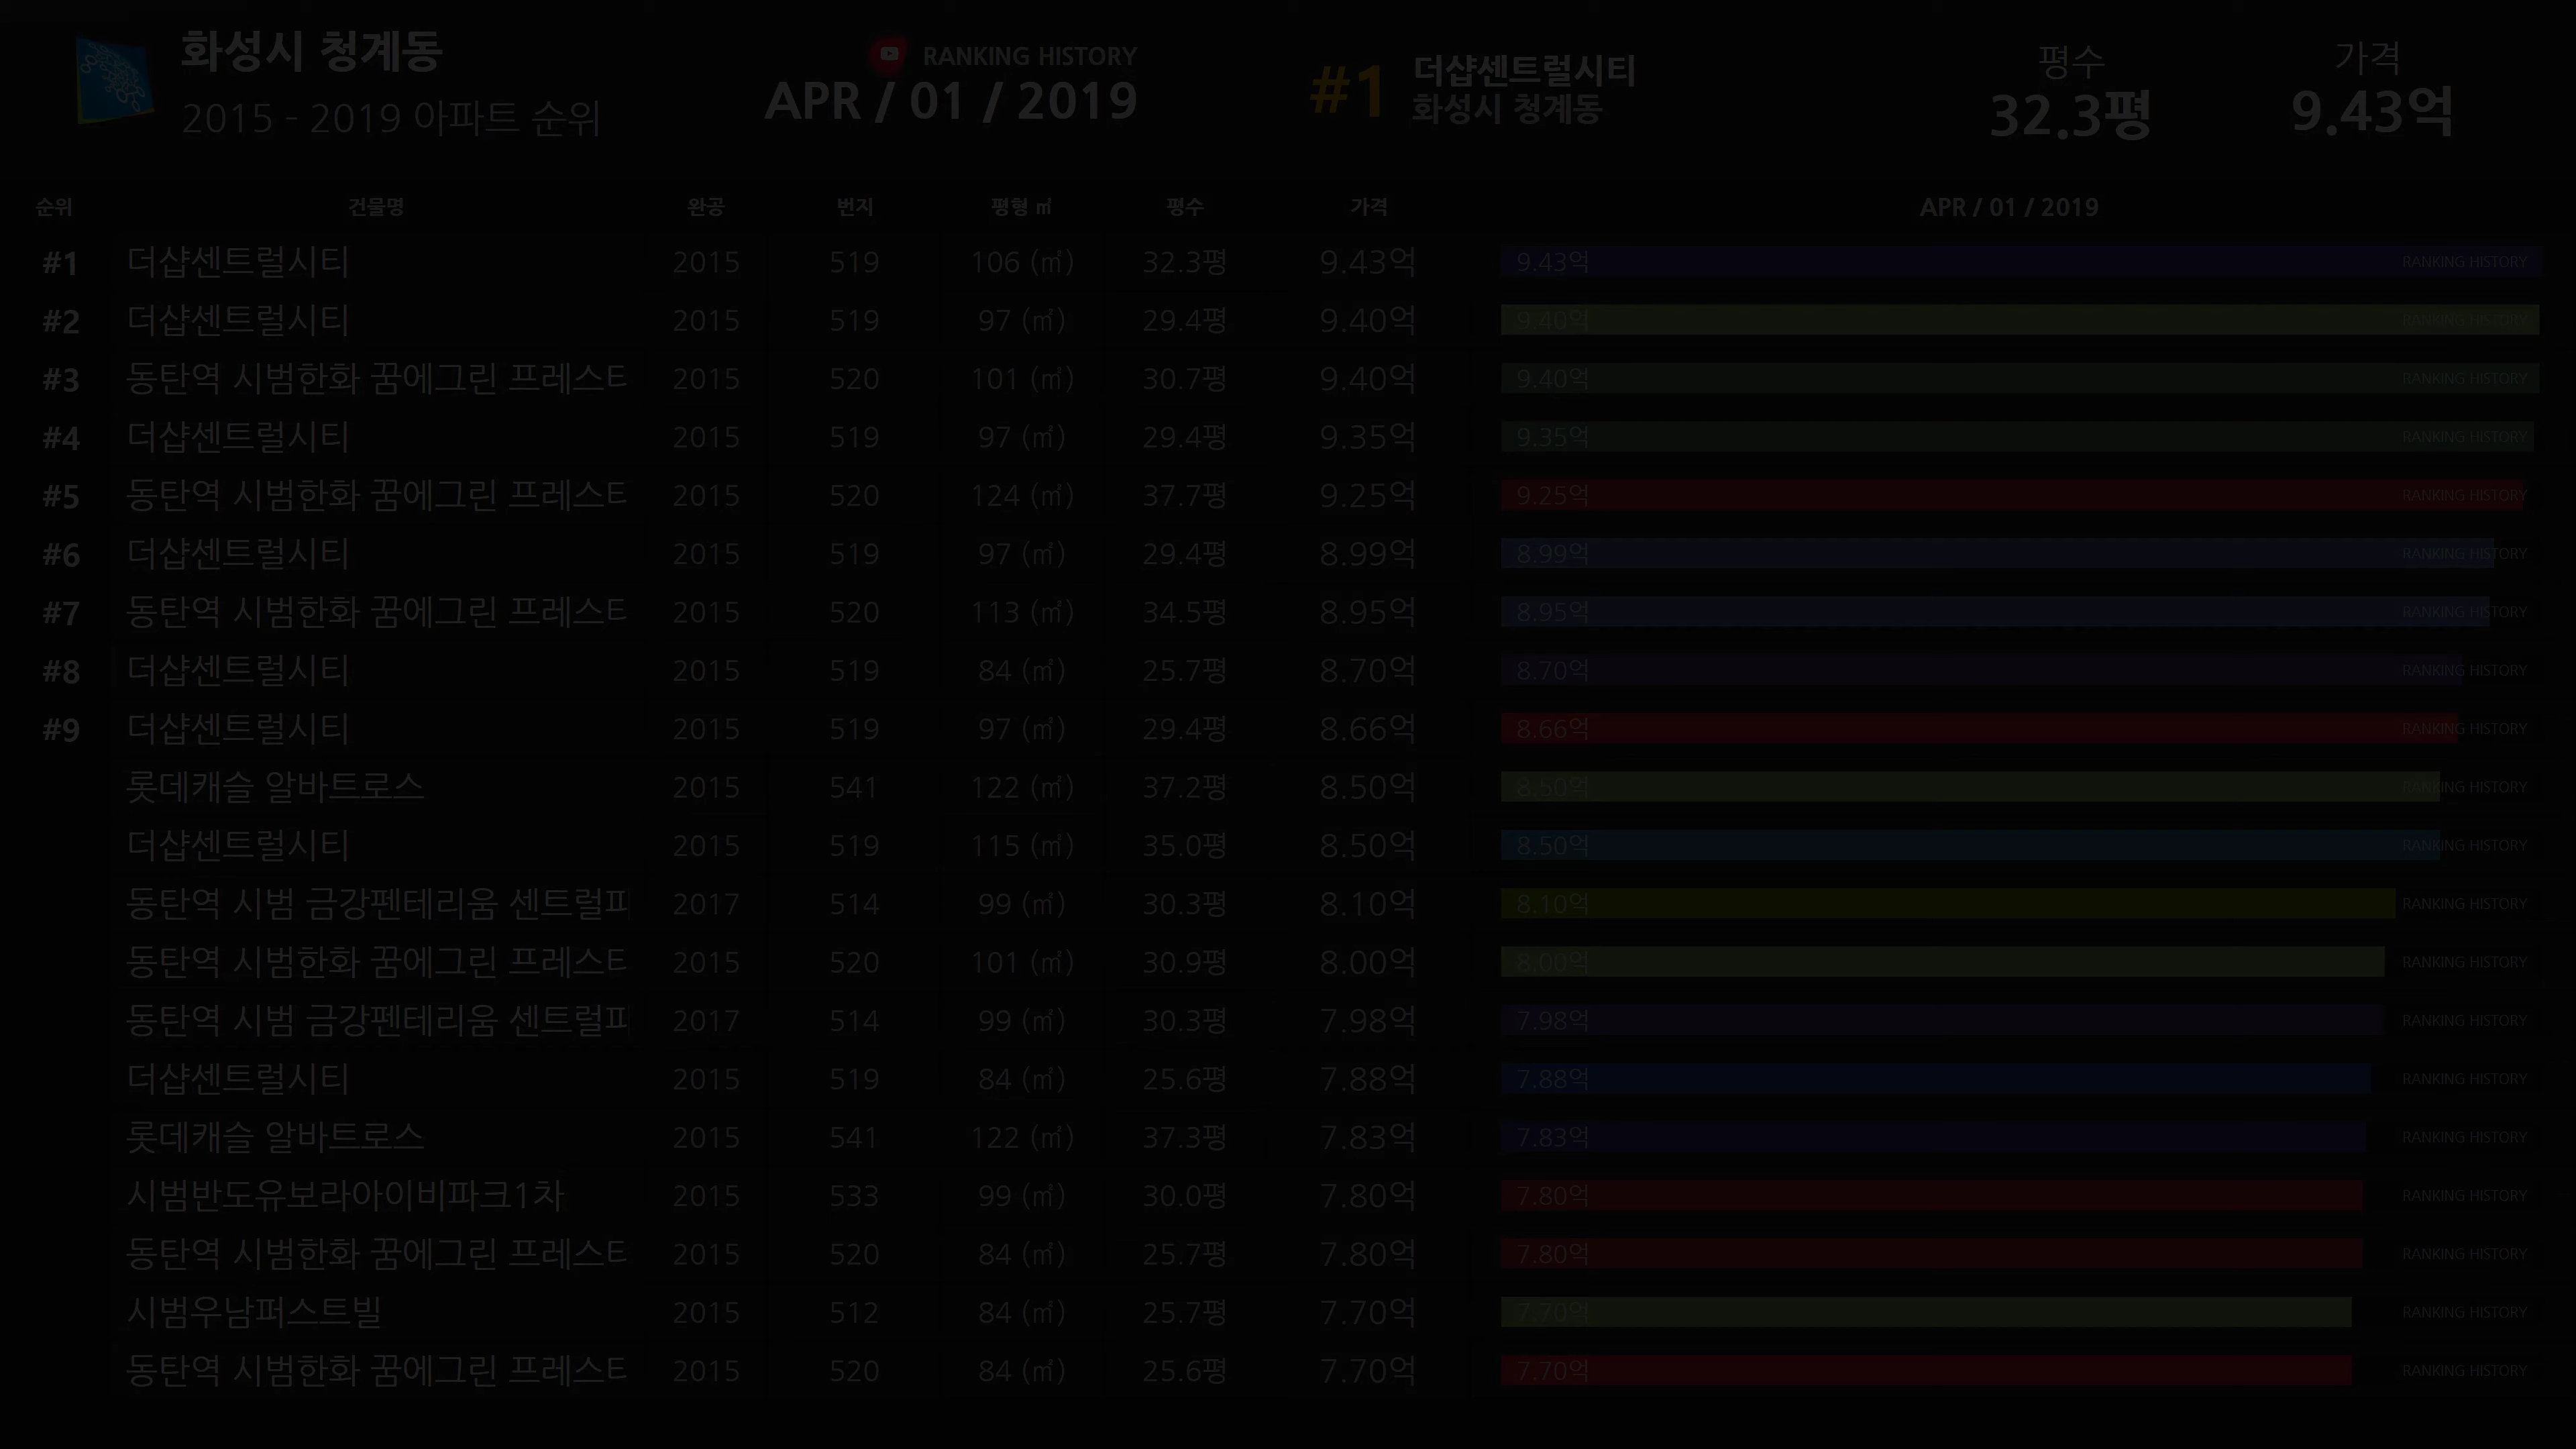 화성시 청계동
2015 - 2019 아파트 순위
RANKING HISTORY
APR / 01 / 2019
#1 더샵센트럴시티
화성시 청계동
평수 가격
32.3평 9.43억
순위 건물명 완공 번지 평형 ㎡ 평수 가격 APR / 01 / 2019
#1 더샵센트럴시티 2015 519 106 (㎡) 32.3평 9.43억 9.43억 RANKING HISTORY
#2 더샵센트럴시티 2015 519 97 (㎡) 29.4평 9.40억 9.40억 RANKING HISTORY
#3 동탄역 시범한화 꿈에그린 프레스트 2015 520 101 (㎡) 30.7평 9.40억 9.40억 RANKING HISTORY
#4 더샵센트럴시티 2015 519 97 (㎡) 29.4평 9.35억 9.35억 RANKING HISTORY
#5 동탄역 시범한화 꿈에그린 프레스트 2015 520 124 (㎡) 37.7평 9.25억 9.25억 RANKING HISTORY
#6 더샵센트럴시티 2015 519 97 (㎡) 29.4평 8.99억 8.99억 RANKING HISTORY
#7 동탄역 시범한화 꿈에그린 프레스트 2015 520 113 (㎡) 34.5평 8.95억 8.95억 RANKING HISTORY
#8 더샵센트럴시티 2015 519 84 (㎡) 25.7평 8.70억 8.70억 RANKING HISTORY
#9 더샵센트럴시티 2015 519 97 (㎡) 29.4평 8.66억 8.66억 RANKING HISTORY
롯데캐슬 알바트로스 2015 541 122 (㎡) 37.2평 8.50억 8.50억 RANKING HISTORY
더샵센트럴시티 2015 519 115 (㎡) 35.0평 8.50억 8.50억 RANKING HISTORY
동탄역 시범 금강펜테리움 센트럴파 2017 514 99 (㎡) 30.3평 8.10억 8.10억 RANKING HISTORY
동탄역 시범한화 꿈에그린 프레스트 2015 520 101 (㎡) 30.9평 8.00억 8.00억 RANKING HISTORY
동탄역 시범 금강펜테리움 센트럴파 2017 514 99 (㎡) 30.3평 7.98억 7.98억 RANKING HISTORY
더샵센트럴시티 2015 519 84 (㎡) 25.6평 7.88억 7.88억 RANKING HISTORY
롯데캐슬 알바트로스 2015 541 122 (㎡) 37.3평 7.83억 7.83억 RANKING HISTORY
시범반도유보라아이비파크1차 2015 533 99 (㎡) 30.0평 7.80억 7.80억 RANKING HISTORY
동탄역 시범한화 꿈에그린 프레스트 2015 520 84 (㎡) 25.7평 7.80억 7.80억 RANKING HISTORY
시범우남퍼스트빌 2015 512 84 (㎡) 25.7평 7.70억 7.70억 RANKING HISTORY
동탄역 시범한화 꿈에그린 프레스트 2015 520 84 (㎡) 25.6평 7.70억 7.70억 RANKING HISTORY